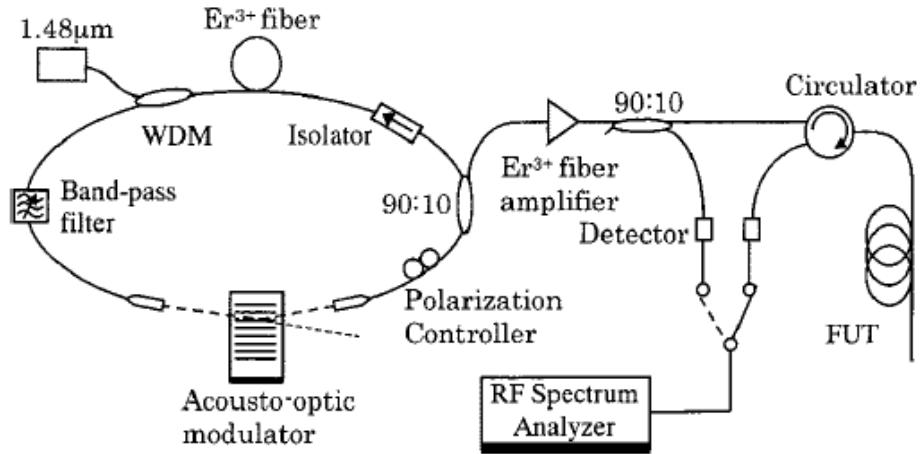 1.48μm
Er³⁺ fiber
WDM
Isolator
90:10
Band-pass
filter
Polarization
Controller
Acousto-optic
modulator
Er³⁺ fiber
amplifier
90:10
Circulator
Detector
FUT
RF Spectrum
Analyzer